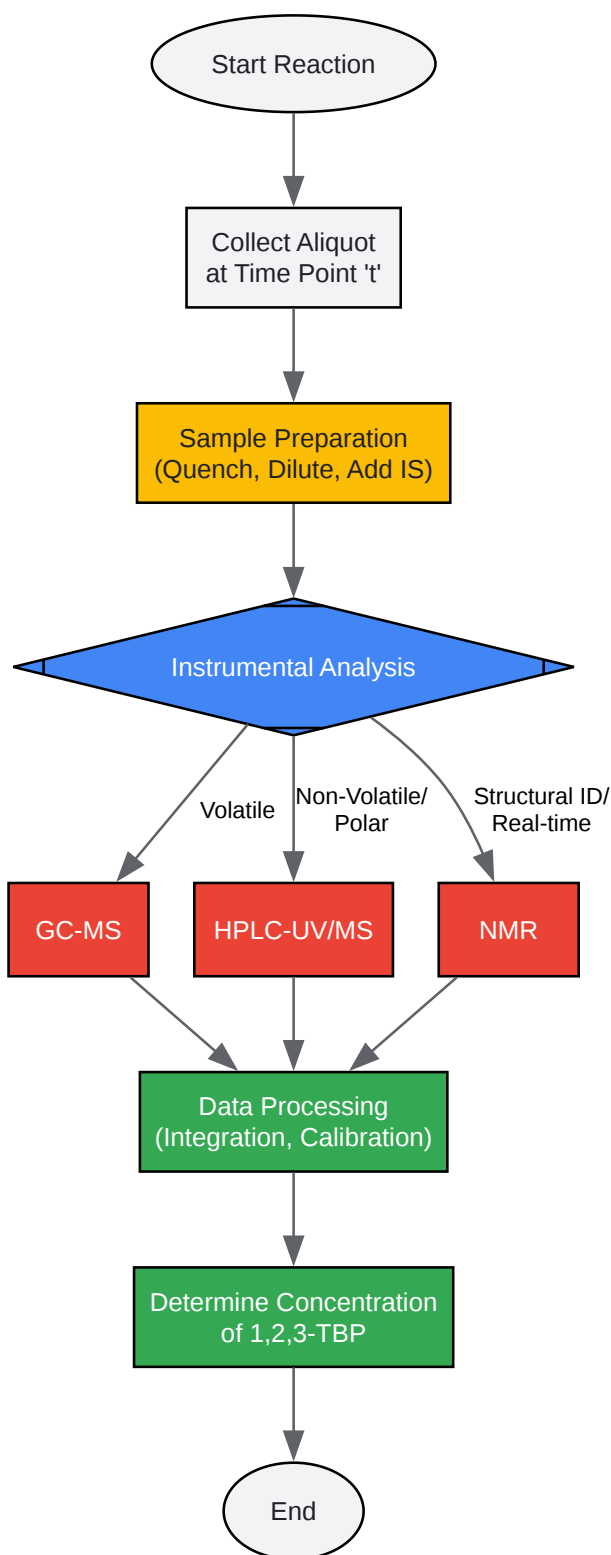 Start Reaction
Collect Aliquot
at Time Point 't'
Sample Preparation
(Quench, Dilute, Add IS)
Instrumental Analysis
Volatile
Non-Volatile/
Polar
Structural ID/
Real-time
GC-MS
HPLC-UV/MS
NMR
Data Processing
(Integration, Calibration)
Determine Concentration
of 1,2,3-TBP
End